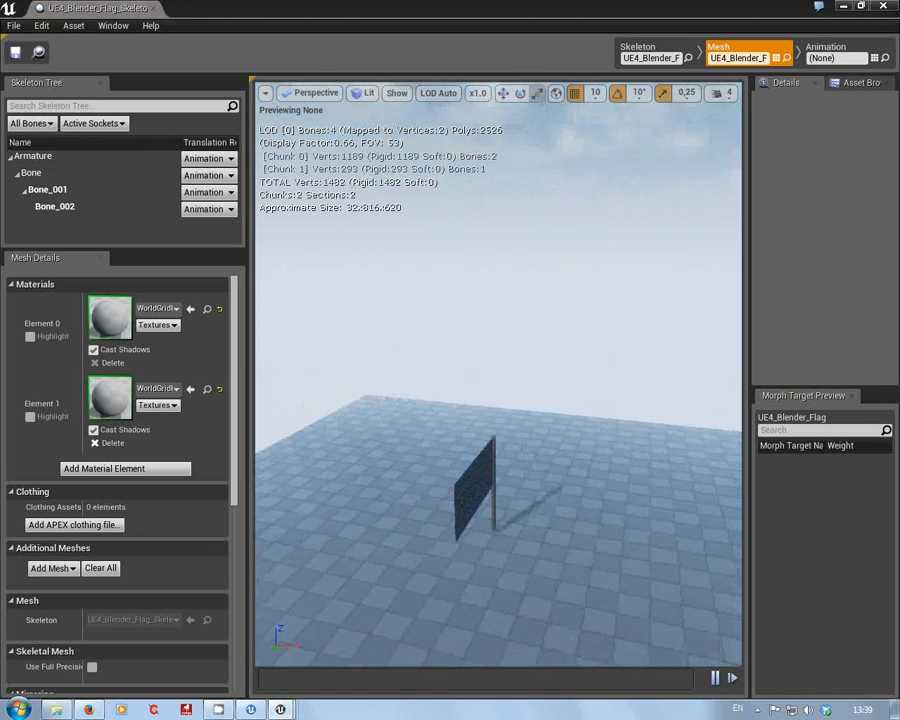 UE4_Blender_Flag_Skeleto
File Edit Asset Window Help
Skeleton
UE4_Blender_F
Mesh
UE4_Blender_F
Animation
(None)
Skeleton Tree
Search Skeleton Tree...
All Bones
Active Sockets
Name Translation Re
Armature Animation
Bone Animation
Bone_001 Animation
Bone_002 Animation
Mesh Details
Materials
Element 0
Highlight
WorldGridI
Textures
Cast Shadows
Delete
Element 1
Highlight
WorldGridI
Textures
Cast Shadows
Delete
Add Material Element
Clothing
Clothing Assets 0 elements
Add APEX clothing file...
Additional Meshes
Add Mesh Clear All
Mesh
Skeleton UE4_Blender_Flag_Skele
Skeletal Mesh
Use Full Precisi
Perspective Lit Show LOD Auto x1.0 10 10° 0,25 4
Previewing None
LOD [0] Bones:4 (Mapped to Vertices:2) Polys:2526
(Display Factor:0.66, FOV: 53)
[Chunk 0] Verts:1189 (Rigid:1189 Soft:0) Bones:2
[Chunk 1] Verts:293 (Rigid:293 Soft:0) Bones:1
TOTAL Verts:1482 (Rigid:1482 Soft:0)
Chunks:2 Sections:2
Approximate Size: 32x816x620
Z
Details
Asset Bro
Morph Target Preview
UE4_Blender_Flag
Search
Morph Target Na Weight
EN
13:39